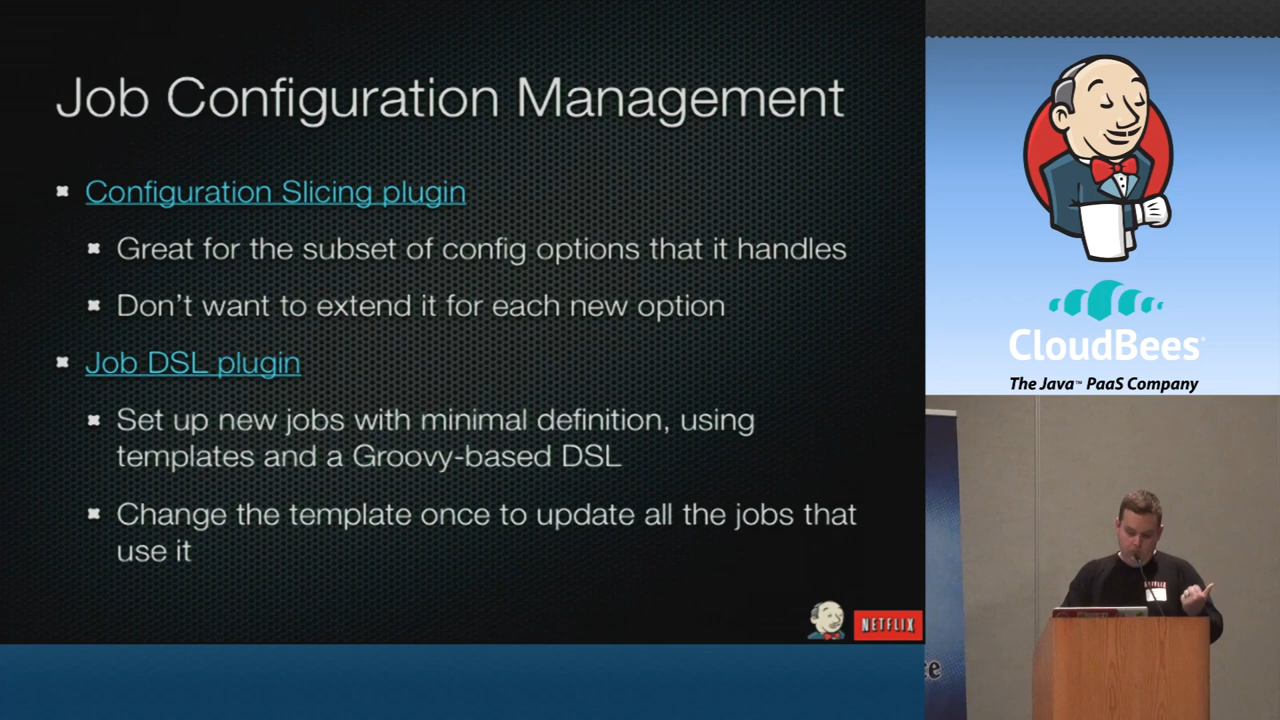 Job Configuration Management
Configuration Slicing plugin
Great for the subset of config options that it handles
Don't want to extend it for each new option
Job DSL plugin
Set up new jobs with minimal definition, using
templates and a Groovy-based DSL
Change the template once to update all the jobs that
use it
NETFLIX
CloudBees
The Java™ PaaS Company
NETFLIX